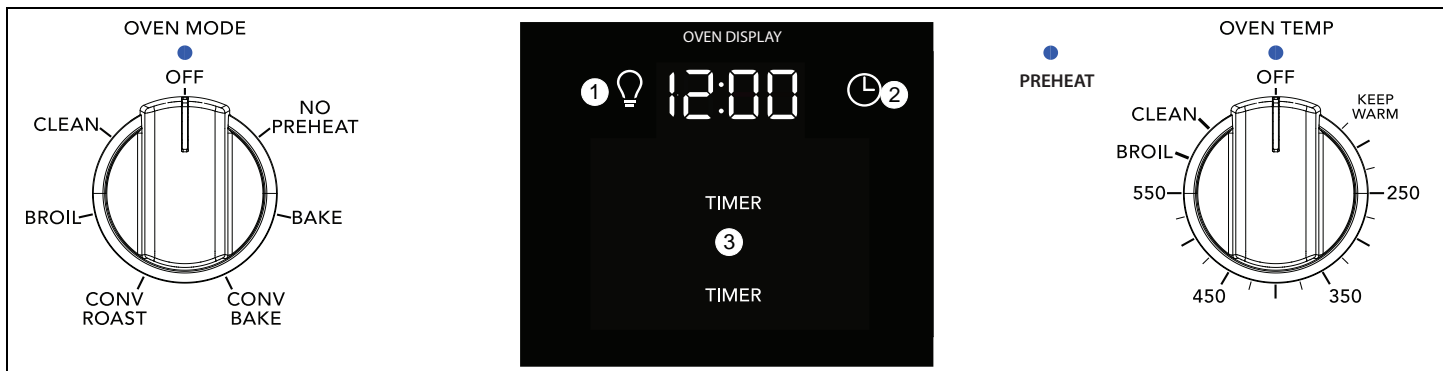 OVEN MODE
OFF
NO
PREHEAT
CLEAN
BROIL
BAKE
CONV
ROAST
CONV
BAKE
OVEN DISPLAY
1
12:00
2
TIMER
3
TIMER
PREHEAT
OVEN TEMP
OFF
KEEP
WARM
CLEAN
BROIL
550
250
450
350